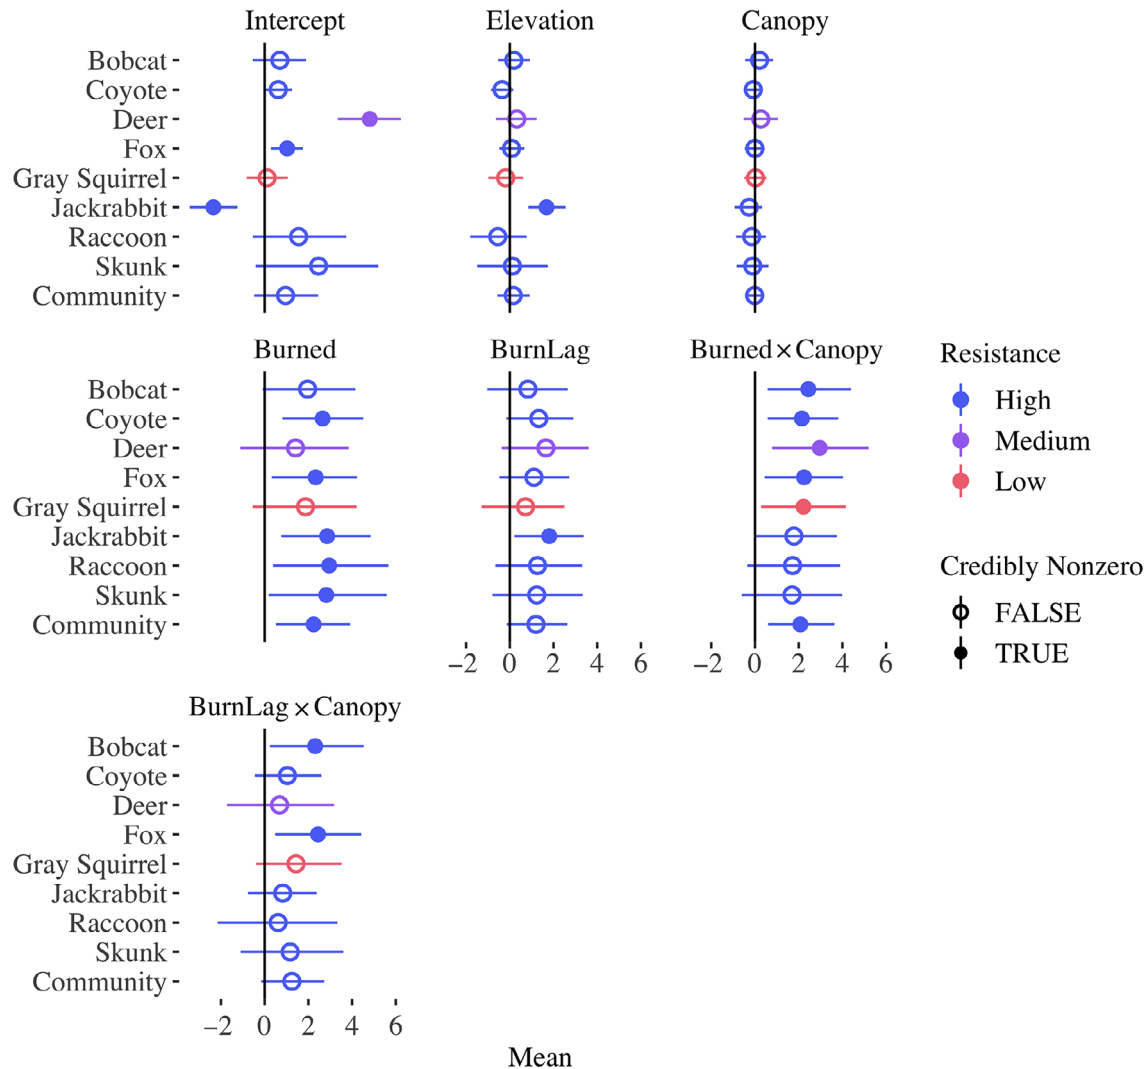 Intercept Elevation Canopy
Bobcat
Coyote
Deer
Fox
Gray Squirrel
Jackrabbit
Raccoon
Skunk
Community
Burned BurnLag Burned×Canopy
Bobcat
Coyote
Deer
Fox
Gray Squirrel
Jackrabbit
Raccoon
Skunk
Community
−2 0 2 4 6 −2 0 2 4 6
Resistance
High
Medium
Low
Credibly Nonzero
FALSE
TRUE
BurnLag×Canopy
Bobcat
Coyote
Deer
Fox
Gray Squirrel
Jackrabbit
Raccoon
Skunk
Community
−2 0 2 4 6
Mean